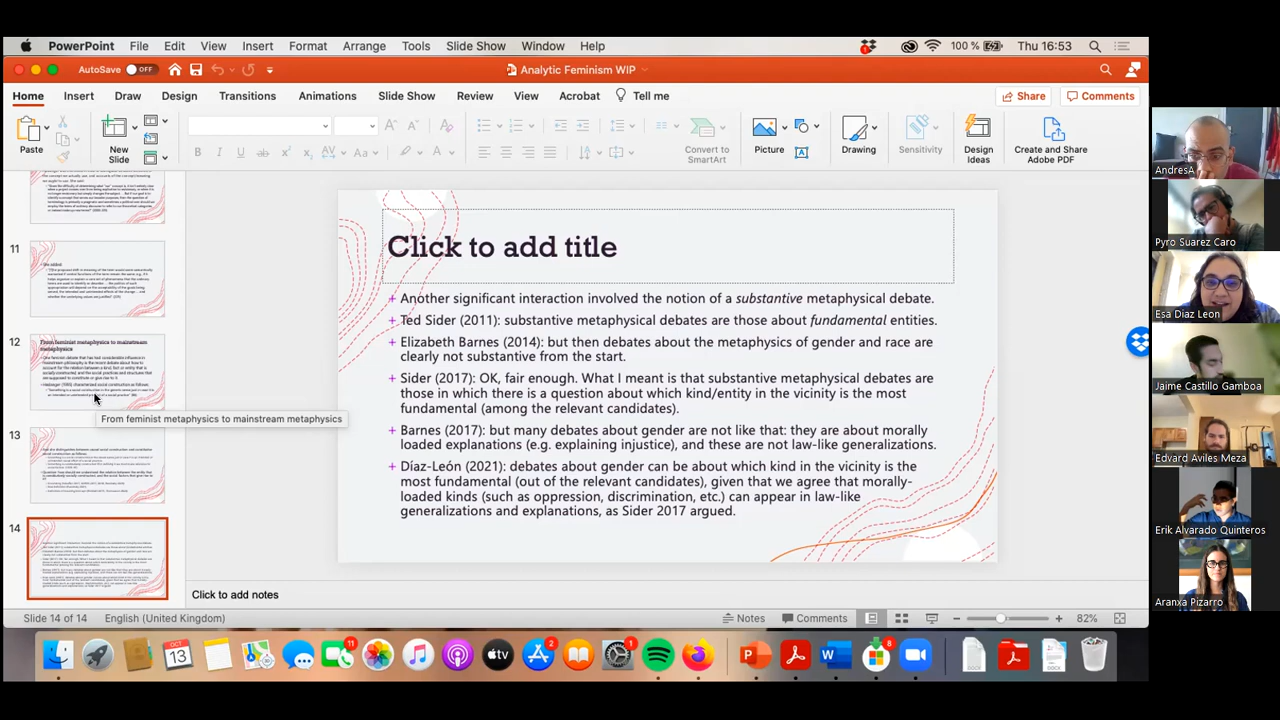 PowerPoint File Edit View Insert Format Arrange Tools Slide Show Window Help 1 100 % Thu 16:53
AutoSave OFF Analytic Feminism WIP
Home Insert Draw Design Transitions Animations Slide Show Review View Acrobat Tell me Share Comments
Paste New Slide Convert to SmartArt Picture Drawing Sensitivity Design Ideas Create and Share Adobe PDF
11
12
From feminist metaphysics to mainstream metaphysics
From feminist metaphysics to mainstream metaphysics
13
14
Click to add title
+ Another significant interaction involved the notion of a substantive metaphysical debate.
+ Ted Sider (2011): substantive metaphysical debates are those about fundamental entities.
+ Elizabeth Barnes (2014): but then debates about the metaphysics of gender and race are
clearly not substantive from the start.
+ Sider (2017): ok, fair enough. What I meant is that substantive metaphysical debates are
those in which there is a question about which kind/entity in the vicinity is the most
fundamental (among the relevant candidates).
+ Barnes (2017): but many debates about gender are not like that: they are about morally
loaded explanations (e.g. explaining injustice), and these are not law-like generalizations.
+ Díaz-León (2021): debates about gender can be about which kind in the vicinity is the
most fundamental (out of the relevant candidates), given that we agree that morally-
loaded kinds (such as oppression, discrimination, etc.) can appear in law-like
generalizations and explanations, as Sider 2017 argued.
Click to add notes
Slide 14 of 14 English (United Kingdom) Notes Comments 82%
OCT
13
11
tv
2
1
8
AndresA
Pyro Suarez Caro
Esa Diaz Leon
Jaime Castillo Gamboa
Edvard Aviles Meza
Erik Alvarado Quinteros
Aranxa Pizarro